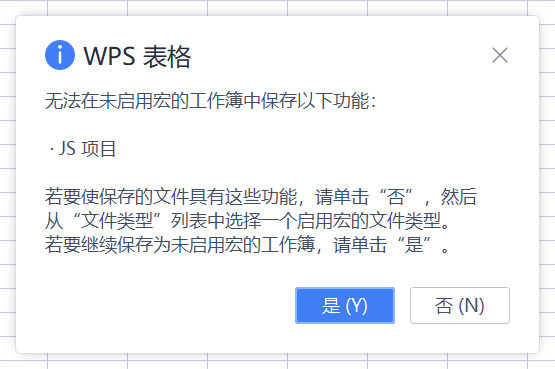 WPS 表格
无法在未启用宏的工作簿中保存以下功能：
· JS 项目
若要使保存的文件具有这些功能，请单击“否”，然后
从“文件类型”列表中选择一个启用宏的文件类型。
若要继续保存为未启用宏的工作簿，请单击“是”。
是 (Y)
否 (N)